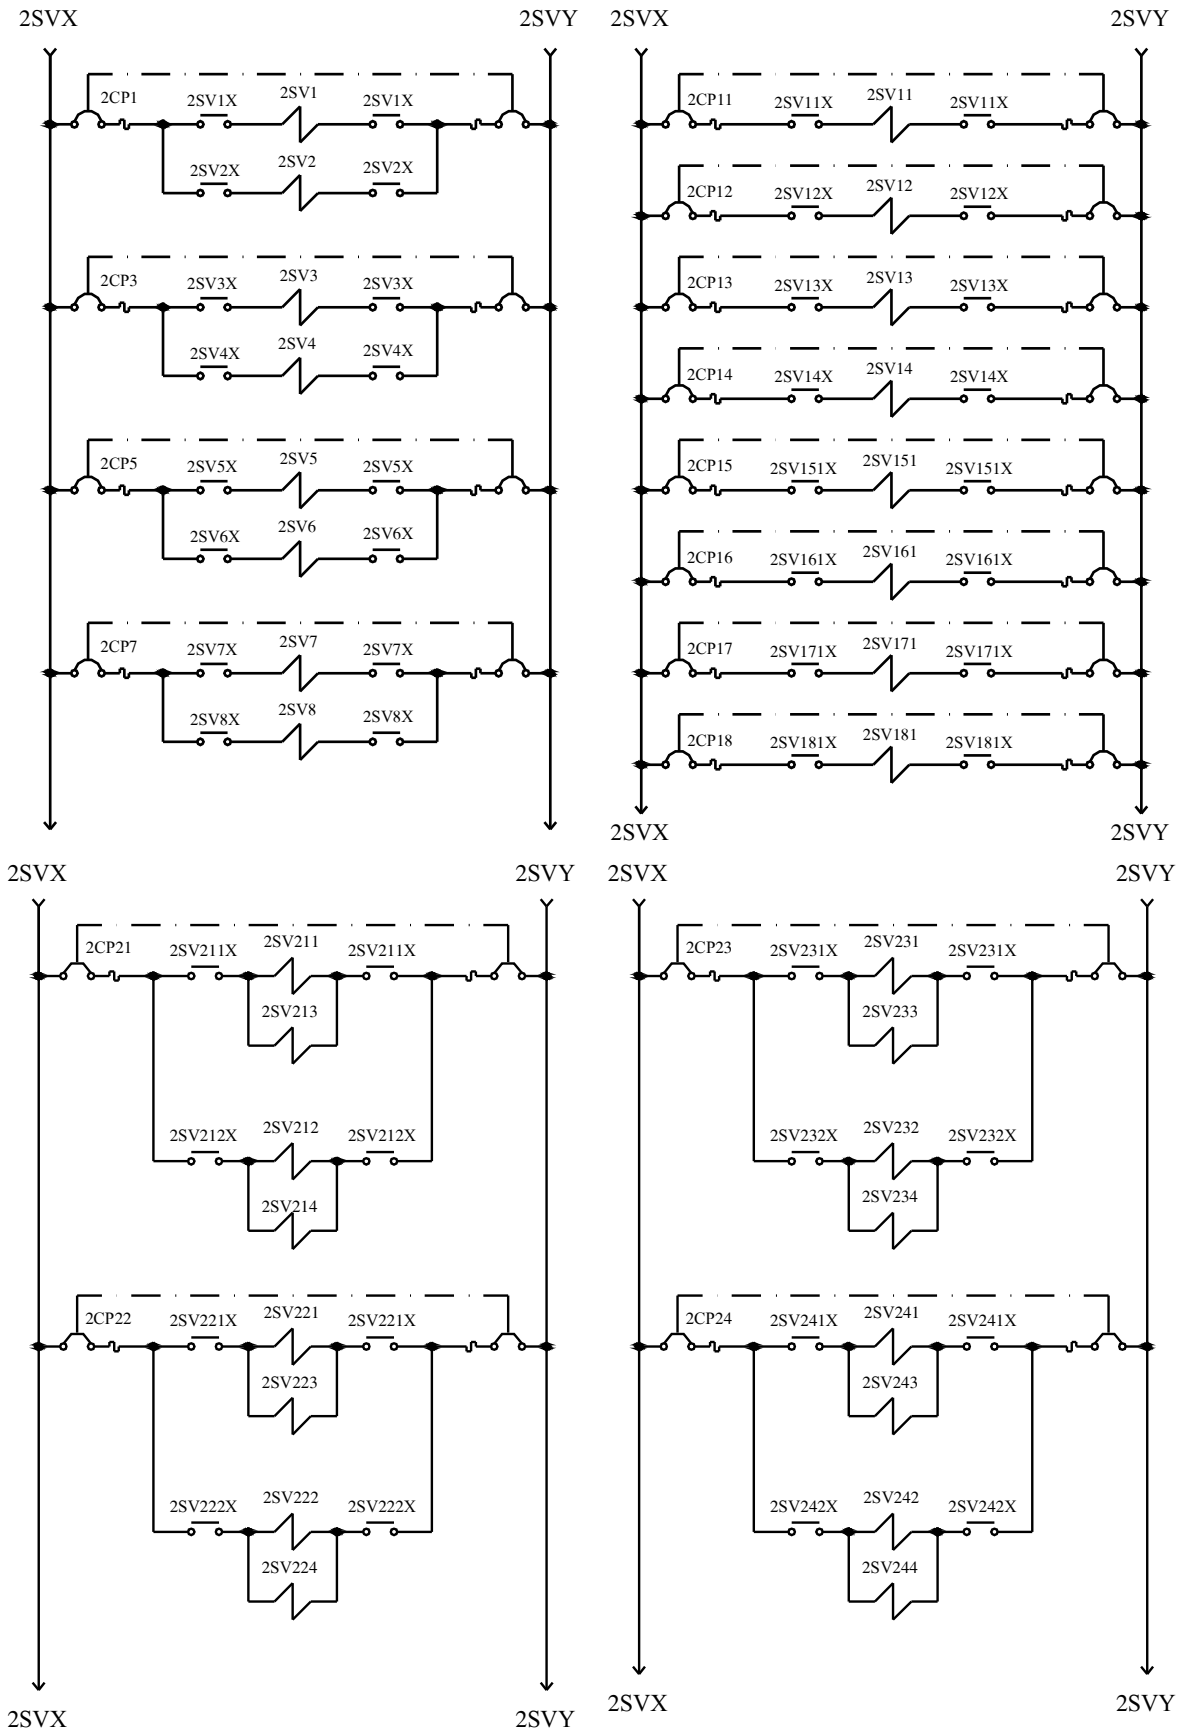 2SVX 2SVY
2CP1 2SV1X 2SV1 2SV1X
2SV2X 2SV2 2SV2X
2CP3 2SV3X 2SV3 2SV3X
2SV4X 2SV4 2SV4X
2CP5 2SV5X 2SV5 2SV5X
2SV6X 2SV6 2SV6X
2CP7 2SV7X 2SV7 2SV7X
2SV8X 2SV8 2SV8X
2SVX 2SVY
2CP11 2SV11X 2SV11 2SV11X
2CP12 2SV12X 2SV12 2SV12X
2CP13 2SV13X 2SV13 2SV13X
2CP14 2SV14X 2SV14 2SV14X
2CP15 2SV151X 2SV151 2SV151X
2CP16 2SV161X 2SV161 2SV161X
2CP17 2SV171X 2SV171 2SV171X
2CP18 2SV181X 2SV181 2SV181X
2SVX 2SVY
2SVX 2SVY
2CP21 2SV211X 2SV211 2SV211X
2SV213
2SV212X 2SV212 2SV212X
2SV214
2CP22 2SV221X 2SV221 2SV221X
2SV223
2SV222X 2SV222 2SV222X
2SV224
2SVX 2SVY
2SVX 2SVY
2CP23 2SV231X 2SV231 2SV231X
2SV233
2SV232X 2SV232 2SV232X
2SV234
2CP24 2SV241X 2SV241 2SV241X
2SV243
2SV242X 2SV242 2SV242X
2SV244
2SVX 2SVY